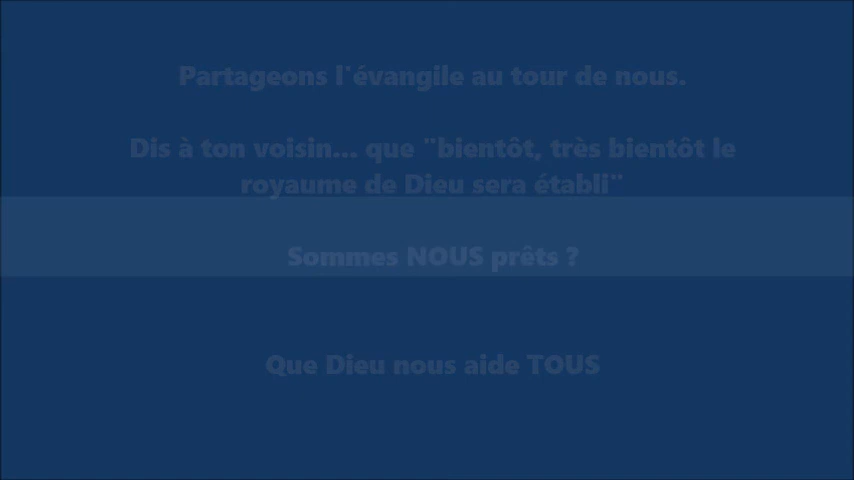 Partageons l'évangile au tour de nous.
Dis à ton voisin... que ¨bientôt, très bientôt le
royaume de Dieu sera établi¨
Sommes NOUS prêts ?
Que Dieu nous aide TOUS